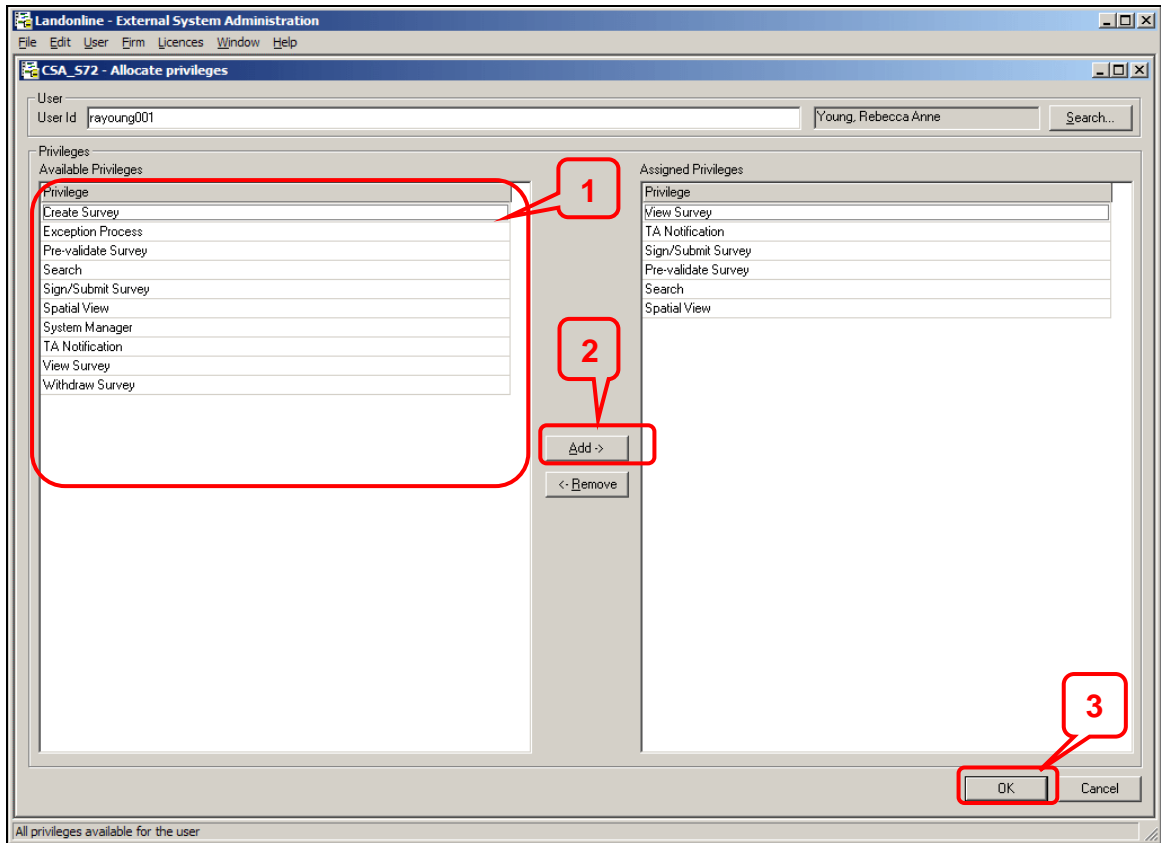 Landonline - External System Administration
File Edit User Firm Licences Window Help
CSA_S72 - Allocate privileges
User
User Id rayoung001 Young, Rebecca Anne Search...
Privileges
Available Privileges
Privilege
Create Survey
Exception Process
Pre-validate Survey
Search
Sign/Submit Survey
Spatial View
System Manager
TA Notification
View Survey
Withdraw Survey
1
2
Add ->
<- Remove
Assigned Privileges
Privilege
View Survey
TA Notification
Sign/Submit Survey
Pre-validate Survey
Search
Spatial View
3
OK Cancel
All privileges available for the user